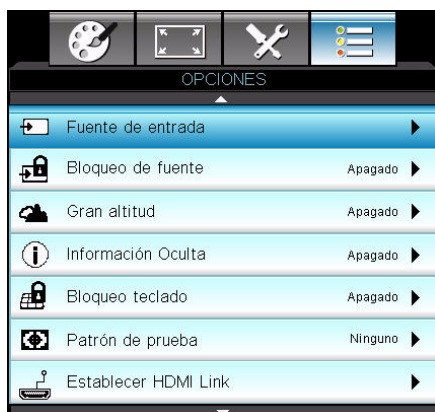 OPCIONES
Fuente de entrada
Bloqueo de fuente Apagado
Gran altitud Apagado
Información Oculta Apagado
Bloqueo teclado Apagado
Patrón de prueba Ninguno
Establecer HDMI Link